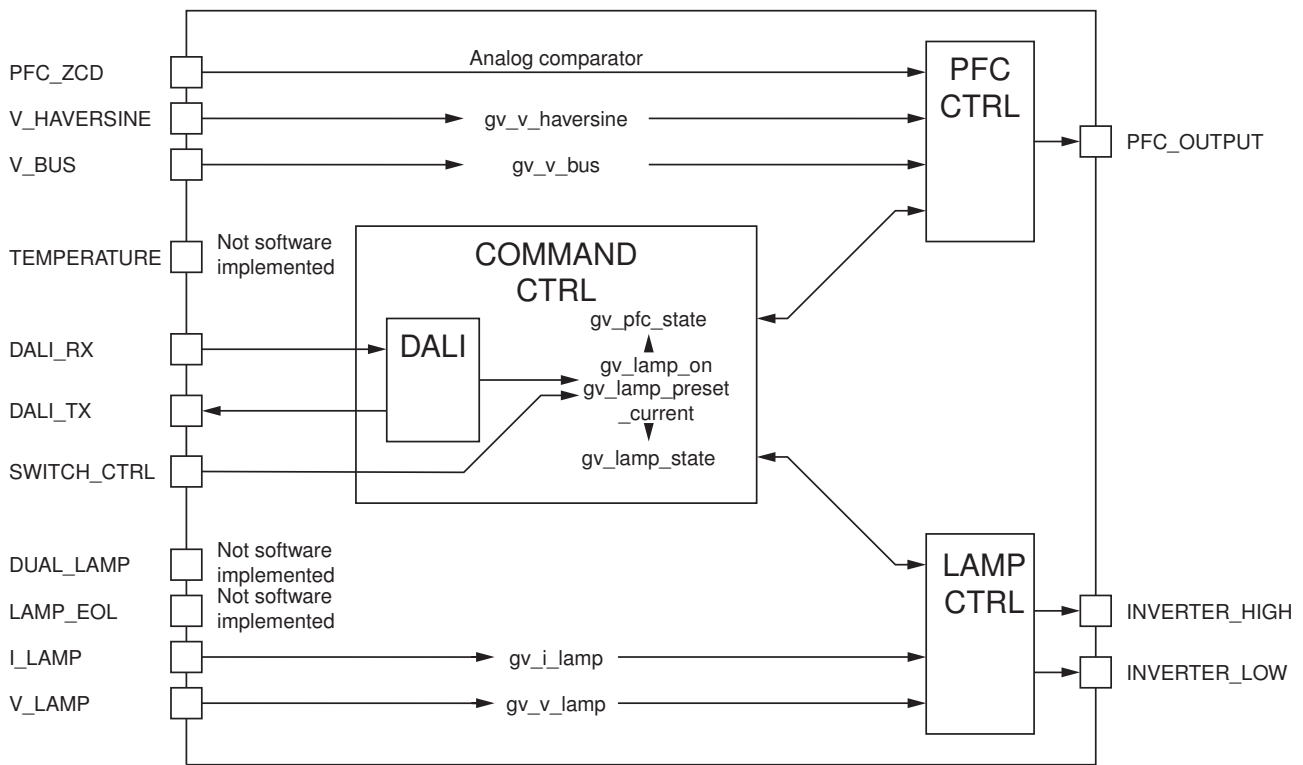 PFC_ZCD
Analog comparator
PFC
CTRL
V_HAVERSINE
gv_v_haversine
PFC_OUTPUT
V_BUS
gv_v_bus
TEMPERATURE
Not software
implemented
COMMAND
CTRL
gv_pfc_state
DALI_RX
DALI
gv_lamp_on
gv_lamp_preset
_current
DALI_TX
gv_lamp_state
SWITCH_CTRL
DUAL_LAMP
Not software
implemented
LAMP_EOL
Not software
implemented
LAMP
CTRL
INVERTER_HIGH
I_LAMP
gv_i_lamp
INVERTER_LOW
V_LAMP
gv_v_lamp